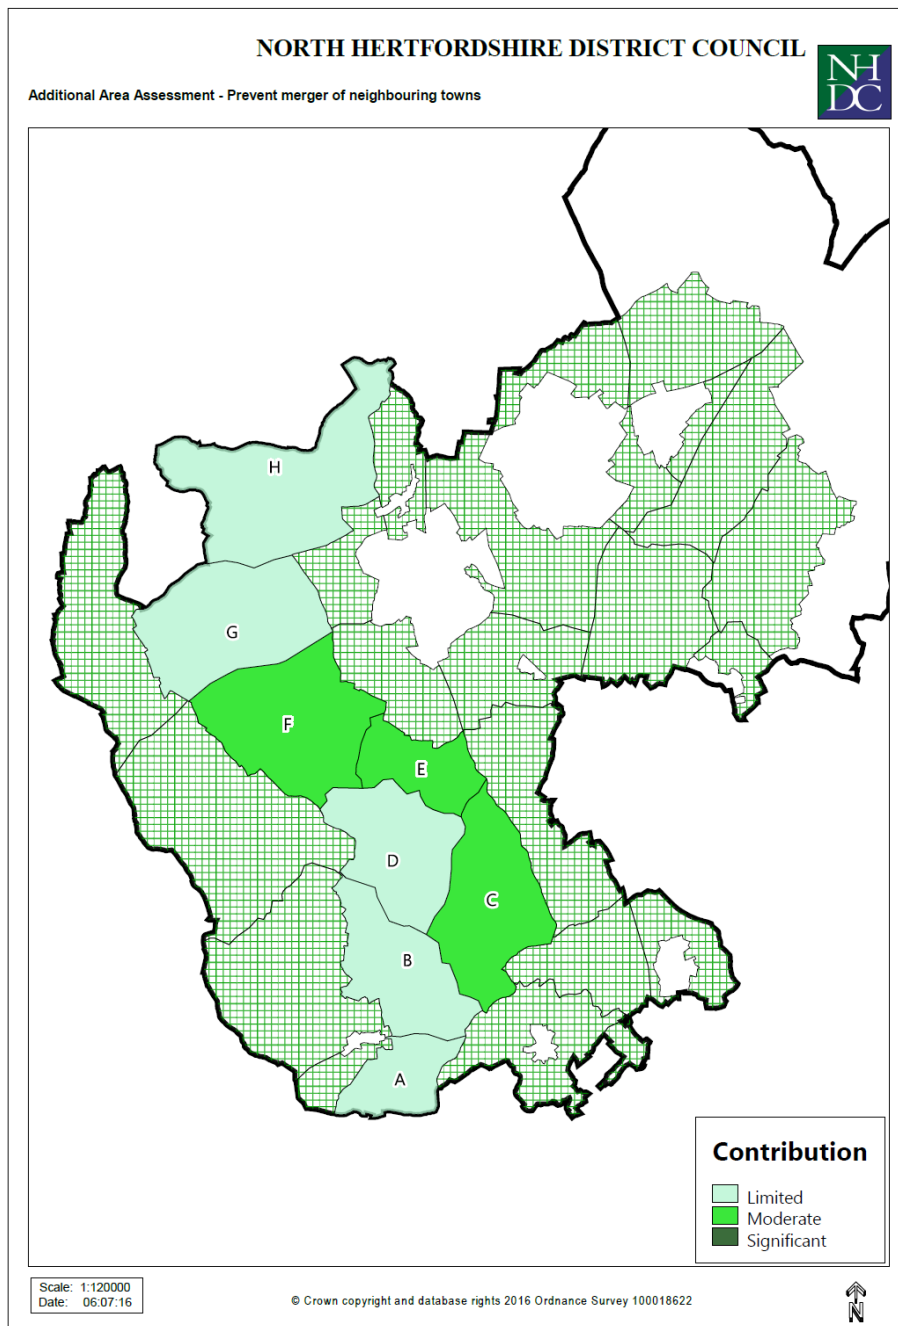 NORTH HERTFORDSHIRE DISTRICT COUNCIL
NH
DC
Additional Area Assessment - Prevent merger of neighbouring towns
H
G
F
E
D
C
B
A
Contribution
Limited
Moderate
Significant
Scale: 1:120000
Date: 06:07:16
© Crown copyright and database rights 2016 Ordnance Survey 100018622
N